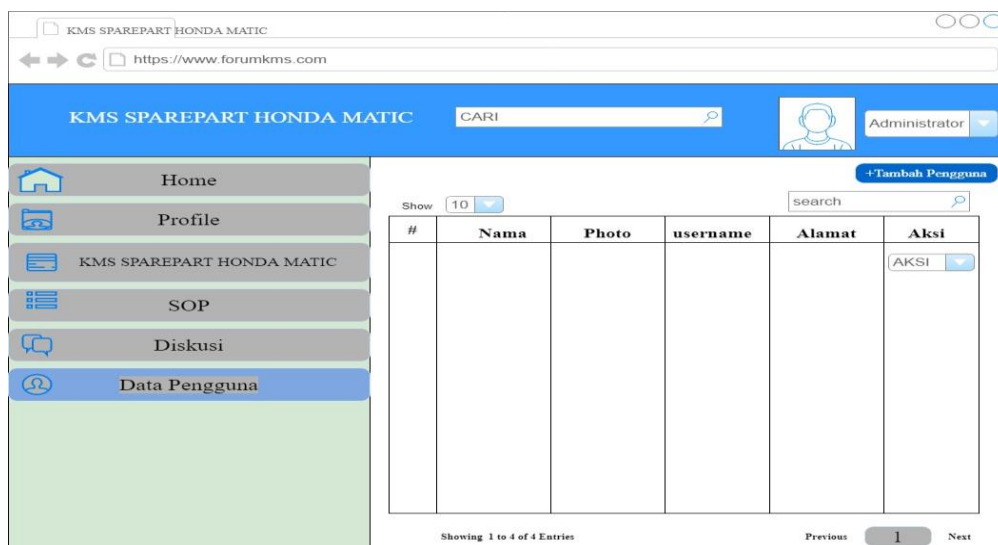 KMS SPAREPART HONDA MATIC
https://www.forumkms.com
KMS SPAREPART HONDA MATIC
CARI
Administrator
Home
Profile
KMS SPAREPART HONDA MATIC
SOP
Diskusi
Data Pengguna
+Tambah Pengguna
Show 10
search
# Nama Photo username Alamat Aksi
AKSI
Showing 1 to 4 of 4 Entries
Previous 1 Next